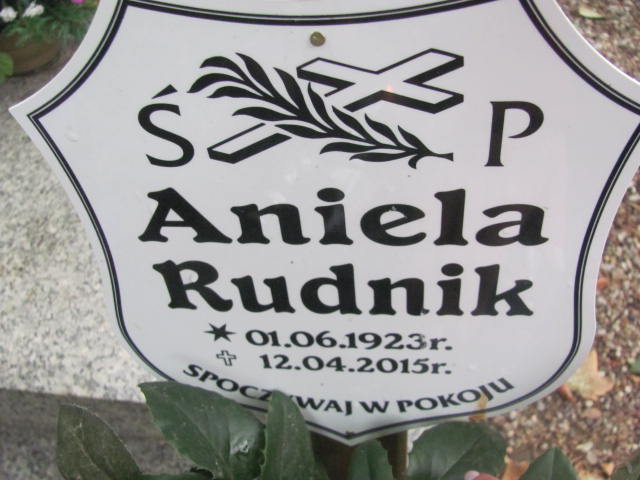 Ś P
Aniela
Rudnik
01.06.1923r.
12.04.2015r.
SPOCZYWAJ W POKOJU